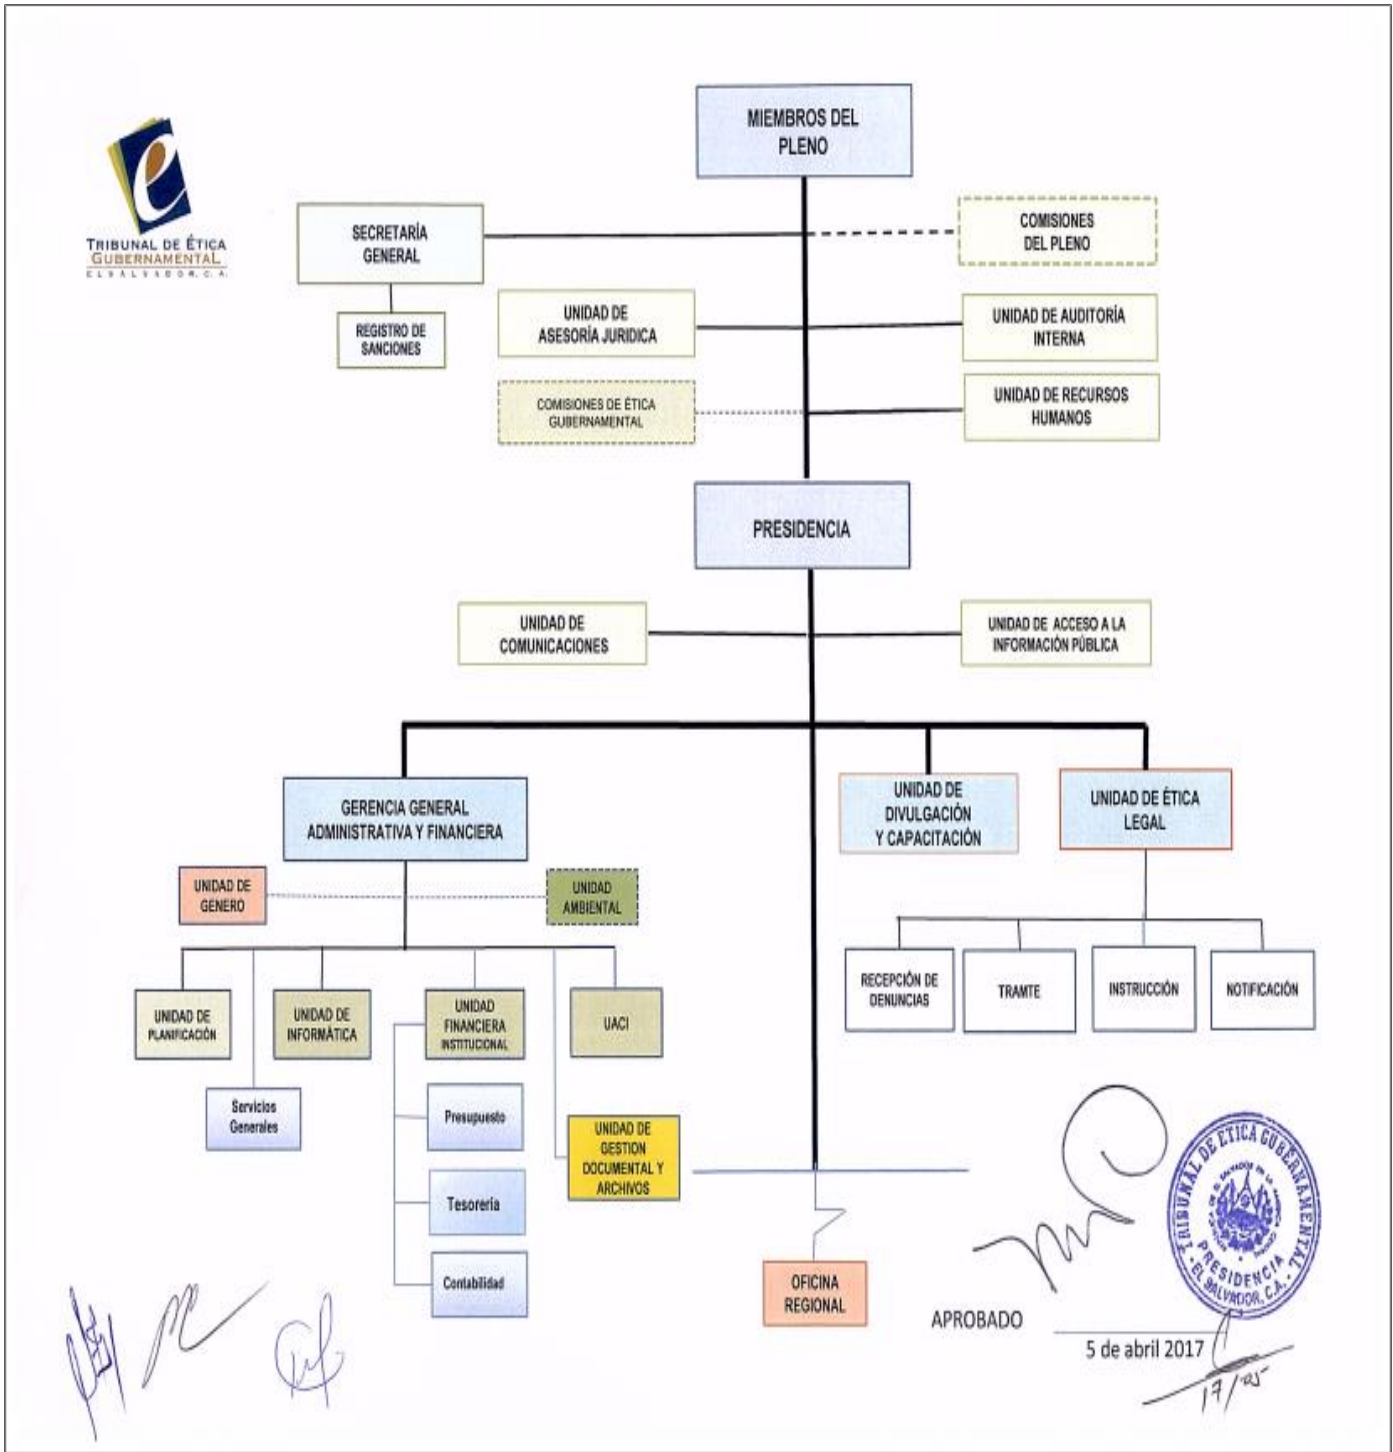 MIEMBROS DEL
PLENO
TRIBUNAL DE ÉTICA
GUBERNAMENTAL
EL SALVADOR, C. A.
SECRETARÍA
GENERAL
COMISIONES
DEL PLENO
REGISTRO DE
SANCIONES
UNIDAD DE
ASESORÍA JURIDICA
UNIDAD DE AUDITORÍA
INTERNA
COMISIONES DE ÉTICA
GUBERNAMENTAL
UNIDAD DE RECURSOS
HUMANOS
PRESIDENCIA
UNIDAD DE
COMUNICACIONES
UNIDAD DE ACCESO A LA
INFORMACIÓN PÚBLICA
GERENCIA GENERAL
ADMINISTRATIVA Y FINANCIERA
UNIDAD DE
DIVULGACIÓN
Y CAPACITACIÓN
UNIDAD DE ÉTICA
LEGAL
UNIDAD DE
GENERO
UNIDAD
AMBIENTAL
UNIDAD DE
PLANIFICACIÓN
UNIDAD DE
INFORMÁTICA
UNIDAD
FINANCIERA
INSTITUCIONAL
UACI
RECEPCIÓN DE
DENUNCIAS
TRAMTE
INSTRUCCIÓN
NOTIFICACIÓN
Servicios
Generales
Presupuesto
Tesorería
Contabilidad
UNIDAD DE
GESTION
DOCUMENTAL Y
ARCHIVOS
OFICINA
REGIONAL
TRIBUNAL DE ETICA GUBERNAMENTAL
PRESIDENCIA
EL SALVADOR, C.A.
APROBADO
5 de abril 2017